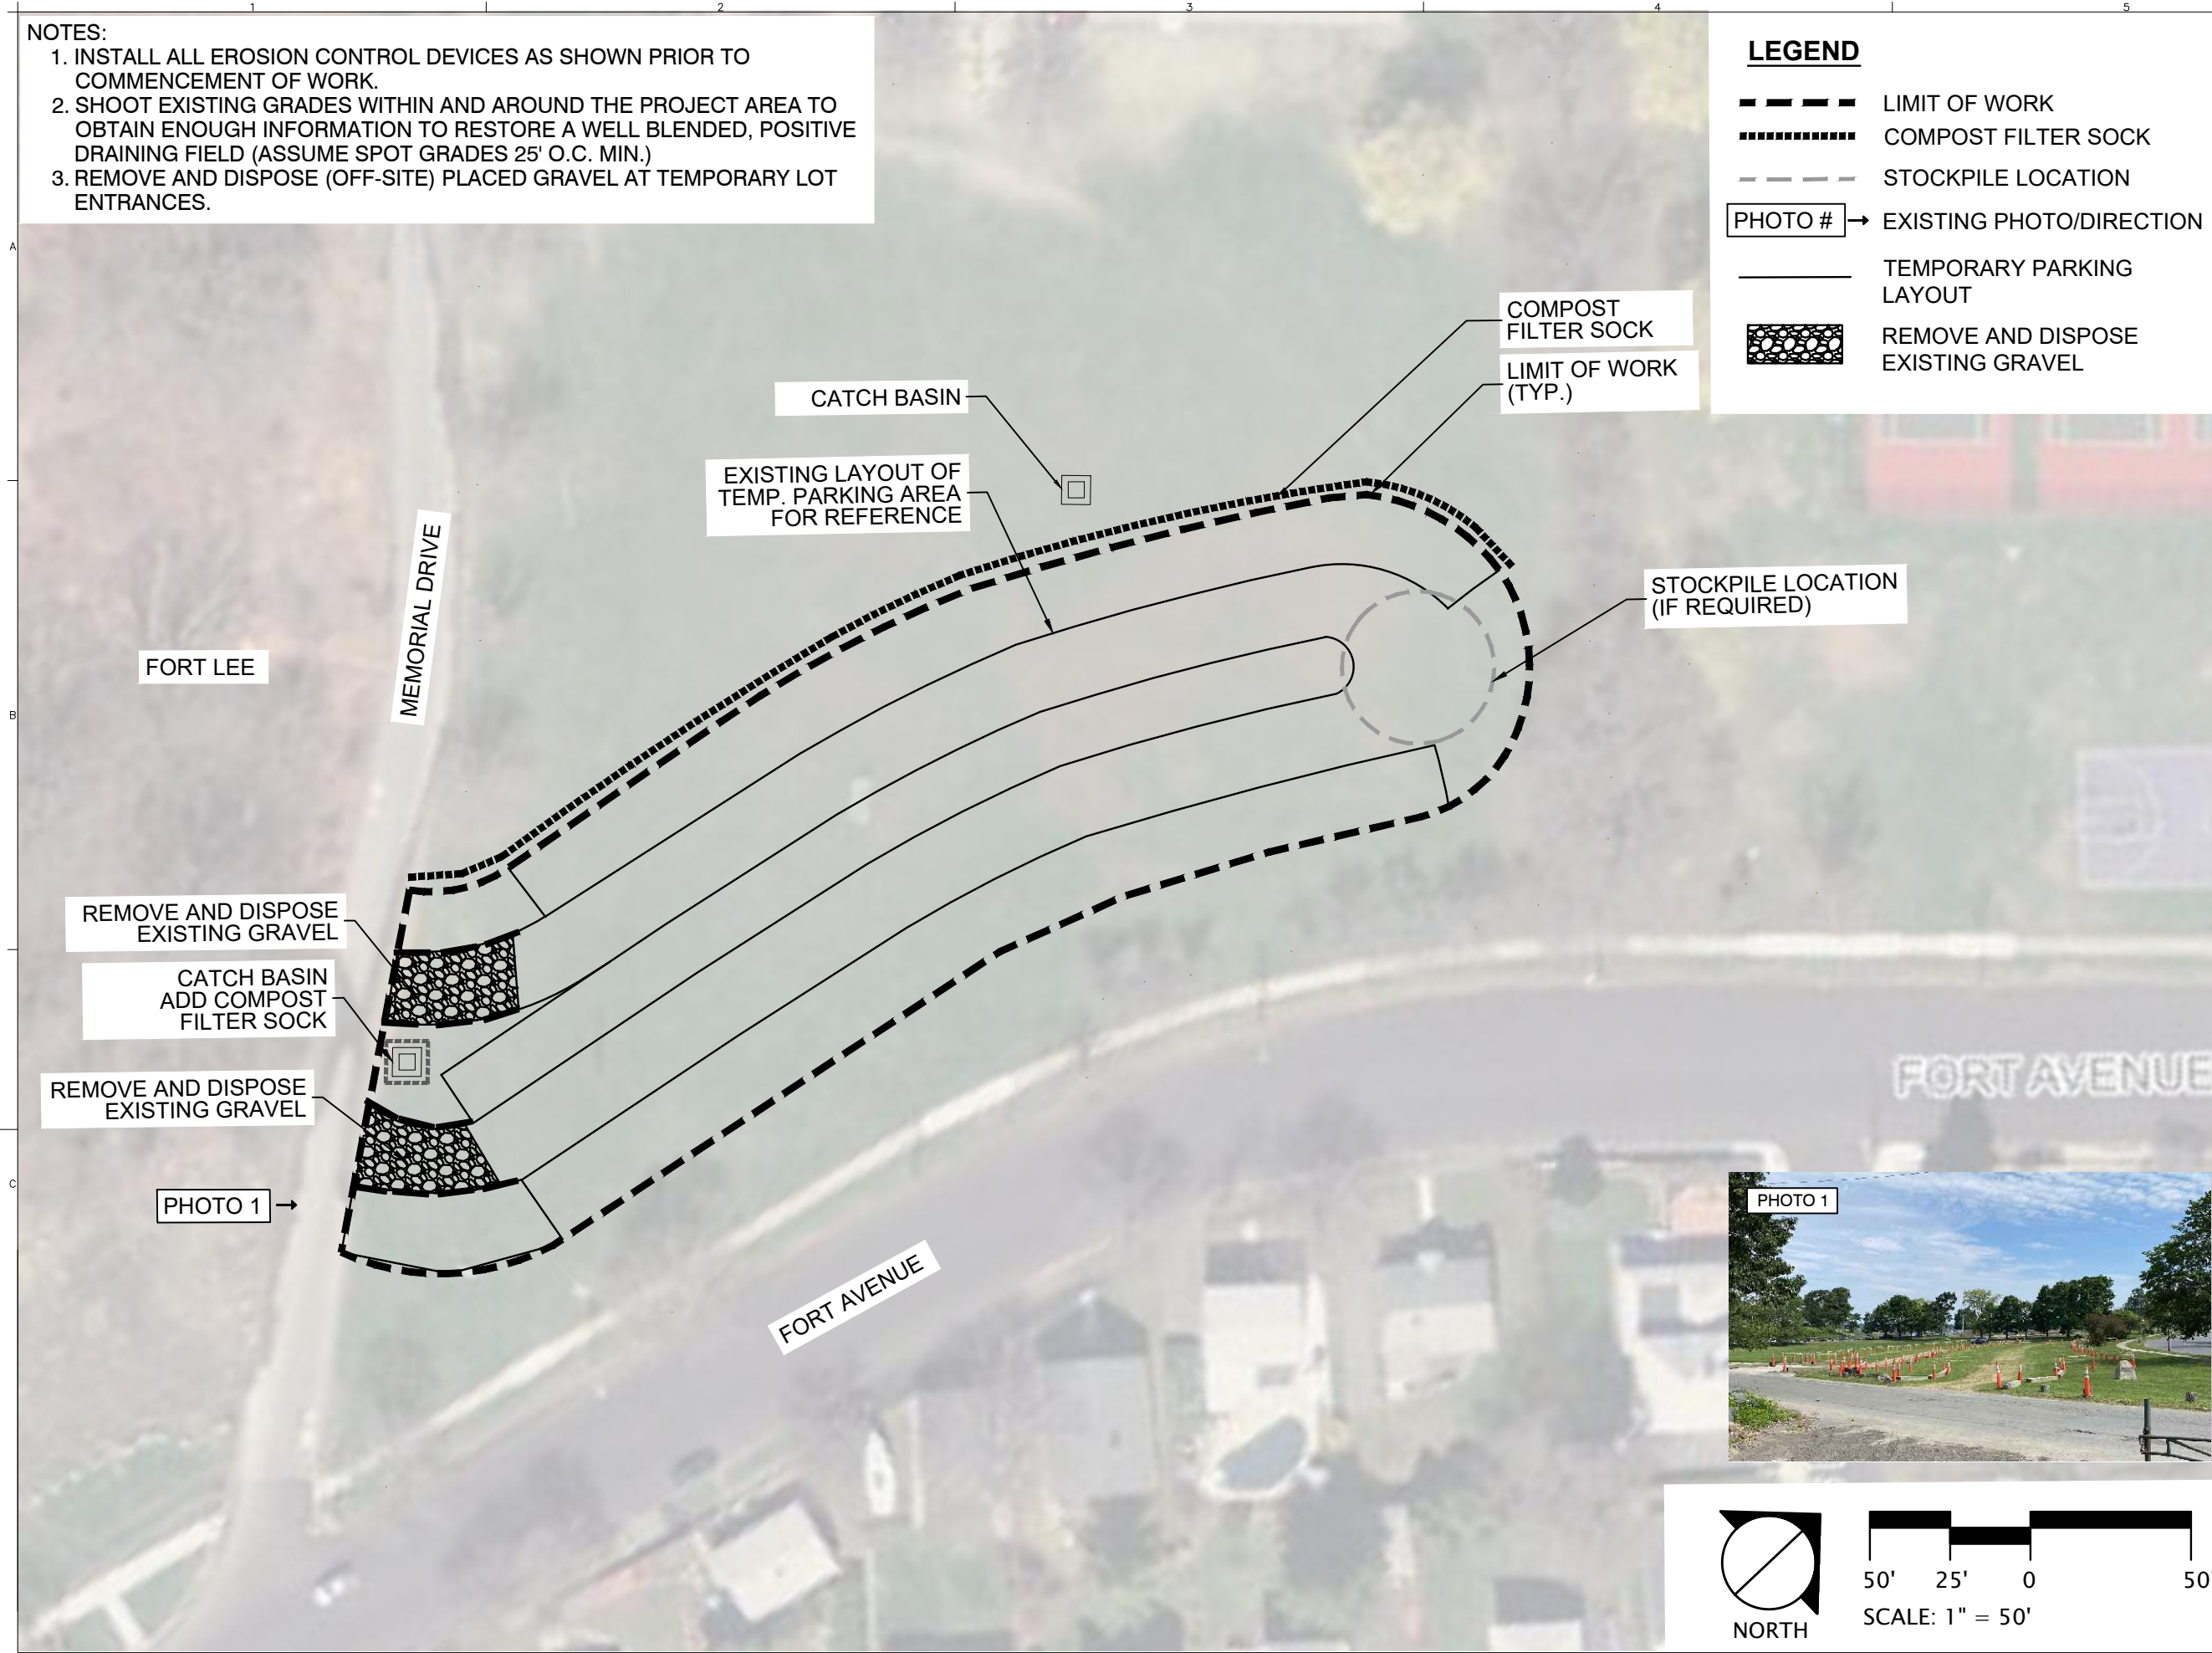 1 2 3 4 5
NOTES:
1. INSTALL ALL EROSION CONTROL DEVICES AS SHOWN PRIOR TO
COMMENCEMENT OF WORK.
2. SHOOT EXISTING GRADES WITHIN AND AROUND THE PROJECT AREA TO
OBTAIN ENOUGH INFORMATION TO RESTORE A WELL BLENDED, POSITIVE
DRAINING FIELD (ASSUME SPOT GRADES 25' O.C. MIN.)
3. REMOVE AND DISPOSE (OFF-SITE) PLACED GRAVEL AT TEMPORARY LOT
ENTRANCES.
LEGEND
LIMIT OF WORK
COMPOST FILTER SOCK
STOCKPILE LOCATION
PHOTO # EXISTING PHOTO/DIRECTION
TEMPORARY PARKING
LAYOUT
REMOVE AND DISPOSE
EXISTING GRAVEL
A
COMPOST
FILTER SOCK
LIMIT OF WORK
(TYP.)
CATCH BASIN
EXISTING LAYOUT OF
TEMP. PARKING AREA
FOR REFERENCE
MEMORIAL DRIVE
STOCKPILE LOCATION
(IF REQUIRED)
FORT LEE
B
REMOVE AND DISPOSE
EXISTING GRAVEL
CATCH BASIN
ADD COMPOST
FILTER SOCK
REMOVE AND DISPOSE
EXISTING GRAVEL
FORT AVENUE
C
PHOTO 1
PHOTO 1
FORT AVENUE
NORTH
50' 25' 0 50
SCALE: 1" = 50'